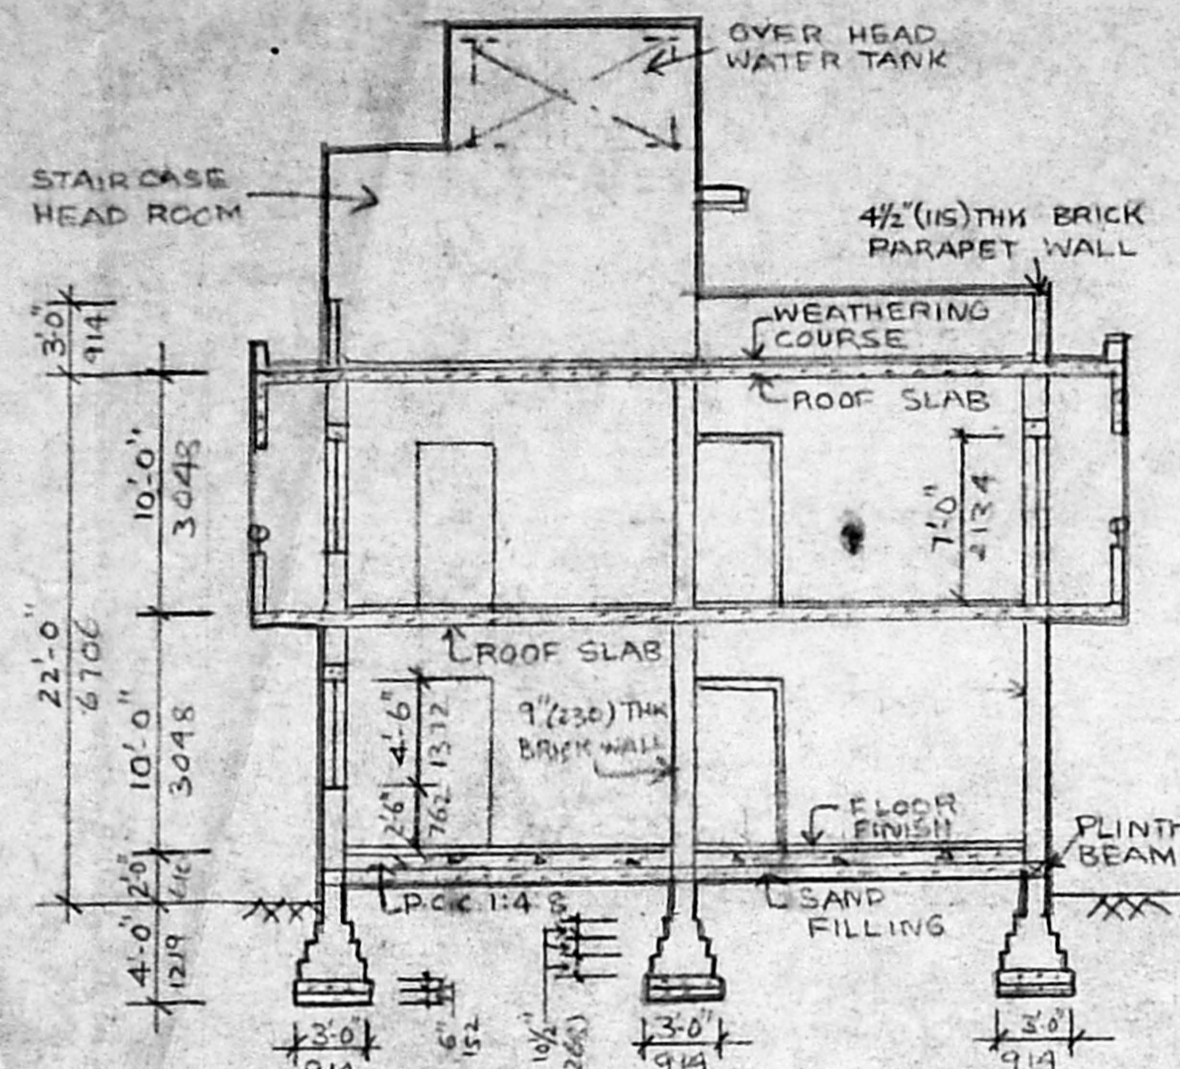 OVER HEAD
WATER TANK
STAIR CASE
HEAD ROOM
4½"(115)THK BRICK
PARAPET WALL
3'-0"
914
WEATHERING
COURSE
ROOF SLAB
10'-0"
3048
7'-0"
2134
22'-0"
6706
ROOF SLAB
10'-0"
3048
4'-6"
1372
2'-6"
762
9"(230)THK
BRICK WALL
FLOOR
FINISH
PLINTH
BEAM
2'-0"
P.C.C. 1:4:8
SAND
FILLING
4'-0"
1219
6"
152
10½"
3'-0"
914
3'-0"
914
3'-0"
914